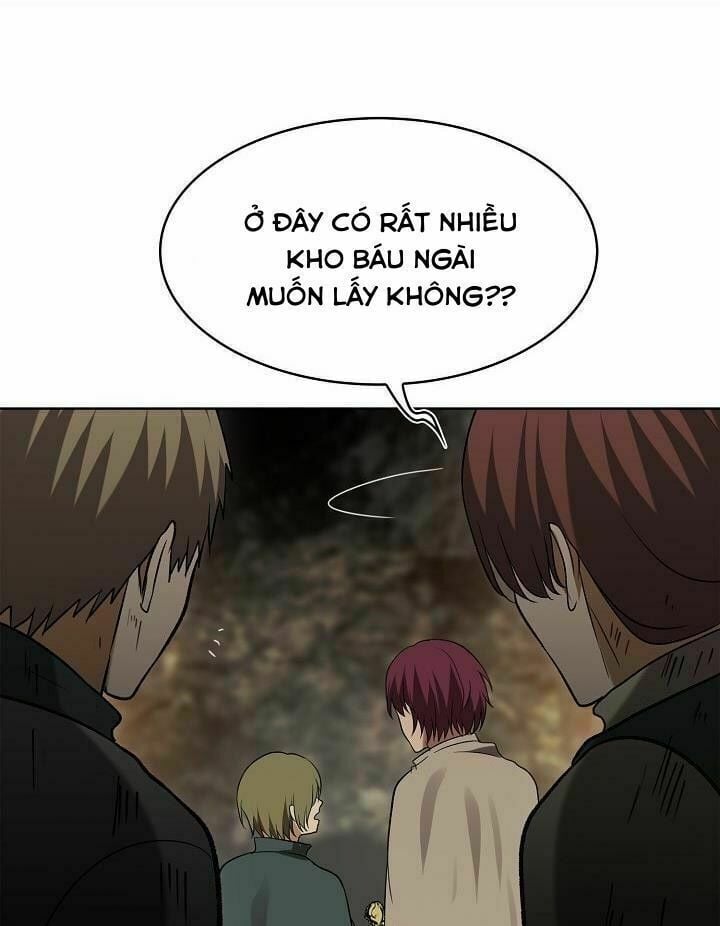 Ở ĐÂY CÓ RẤT NHIỀU
KHO BÁU NGÀI
MUỐN LẤY KHÔNG??